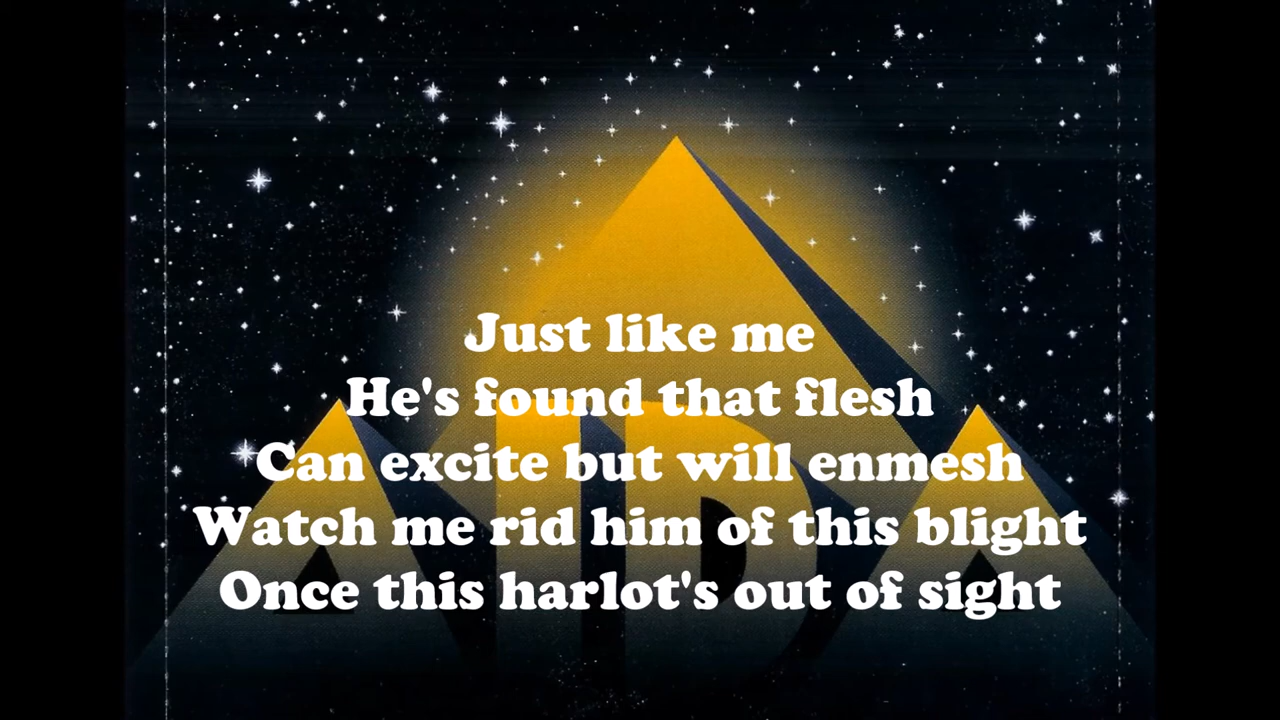 Just like me
He's found that flesh
Can excite but will enmesh
Watch me rid him of this blight
Once this harlot's out of sight
AIDA